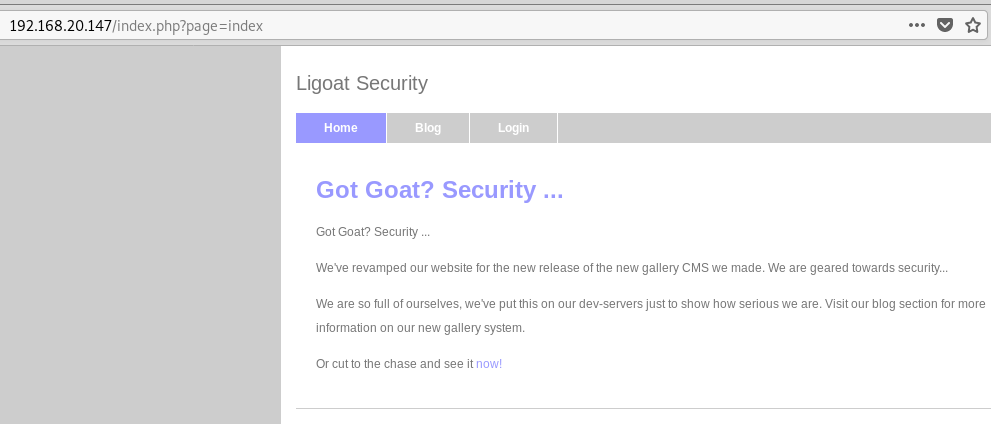 192.168.20.147/index.php?page=index
Ligoat Security
Home Blog Login
Got Goat? Security ...
Got Goat? Security ...
We've revamped our website for the new release of the new gallery CMS we made. We are geared towards security...
We are so full of ourselves, we've put this on our dev-servers just to show how serious we are. Visit our blog section for more
information on our new gallery system.
Or cut to the chase and see it now!